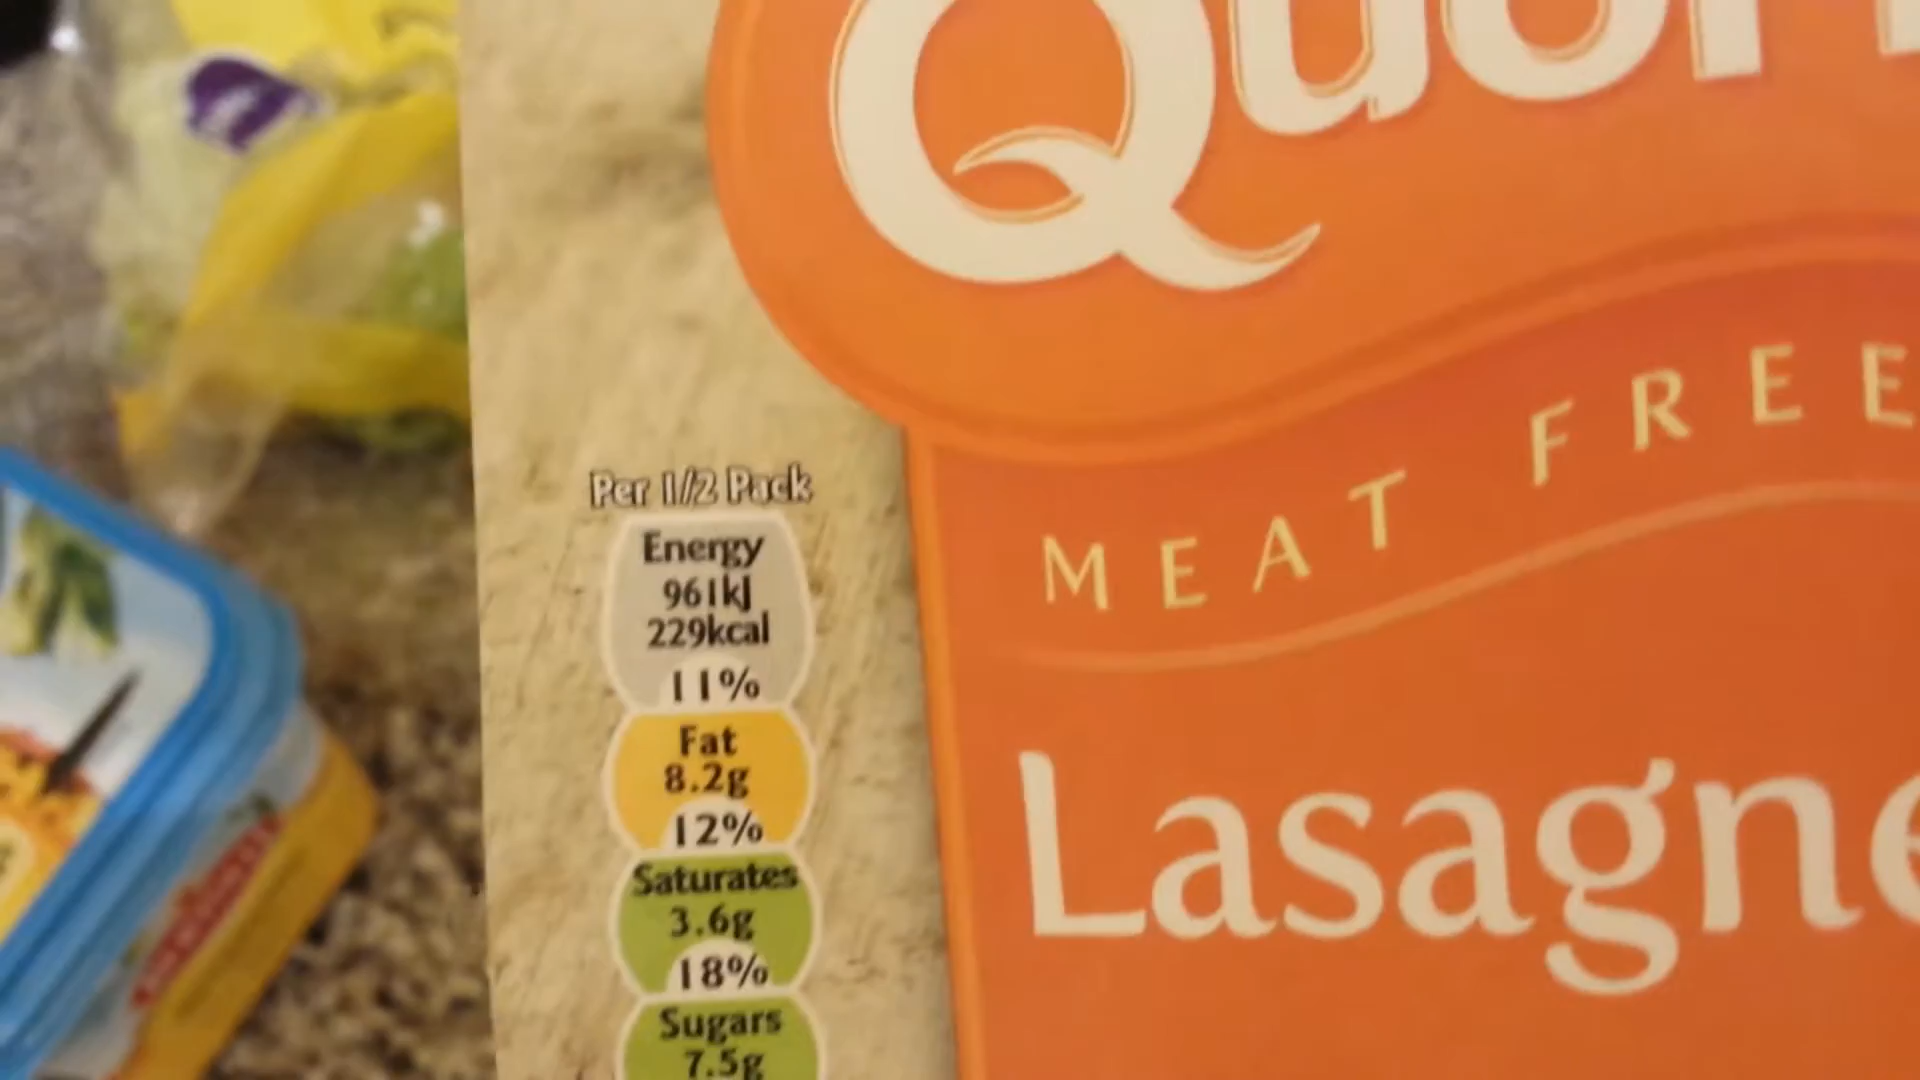 Quorn
MEAT FREE
Lasagne
Per 1/2 Pack
Energy
961kJ
229kcal
11%
Fat
8.2g
12%
Saturates
3.6g
18%
Sugars
7.5g